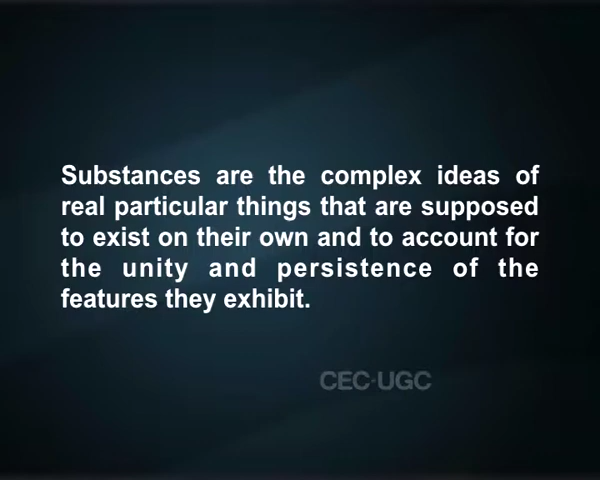 Substances are the complex ideas of
real particular things that are supposed
to exist on their own and to account for
the unity and persistence of the
features they exhibit.
CEC-UGC